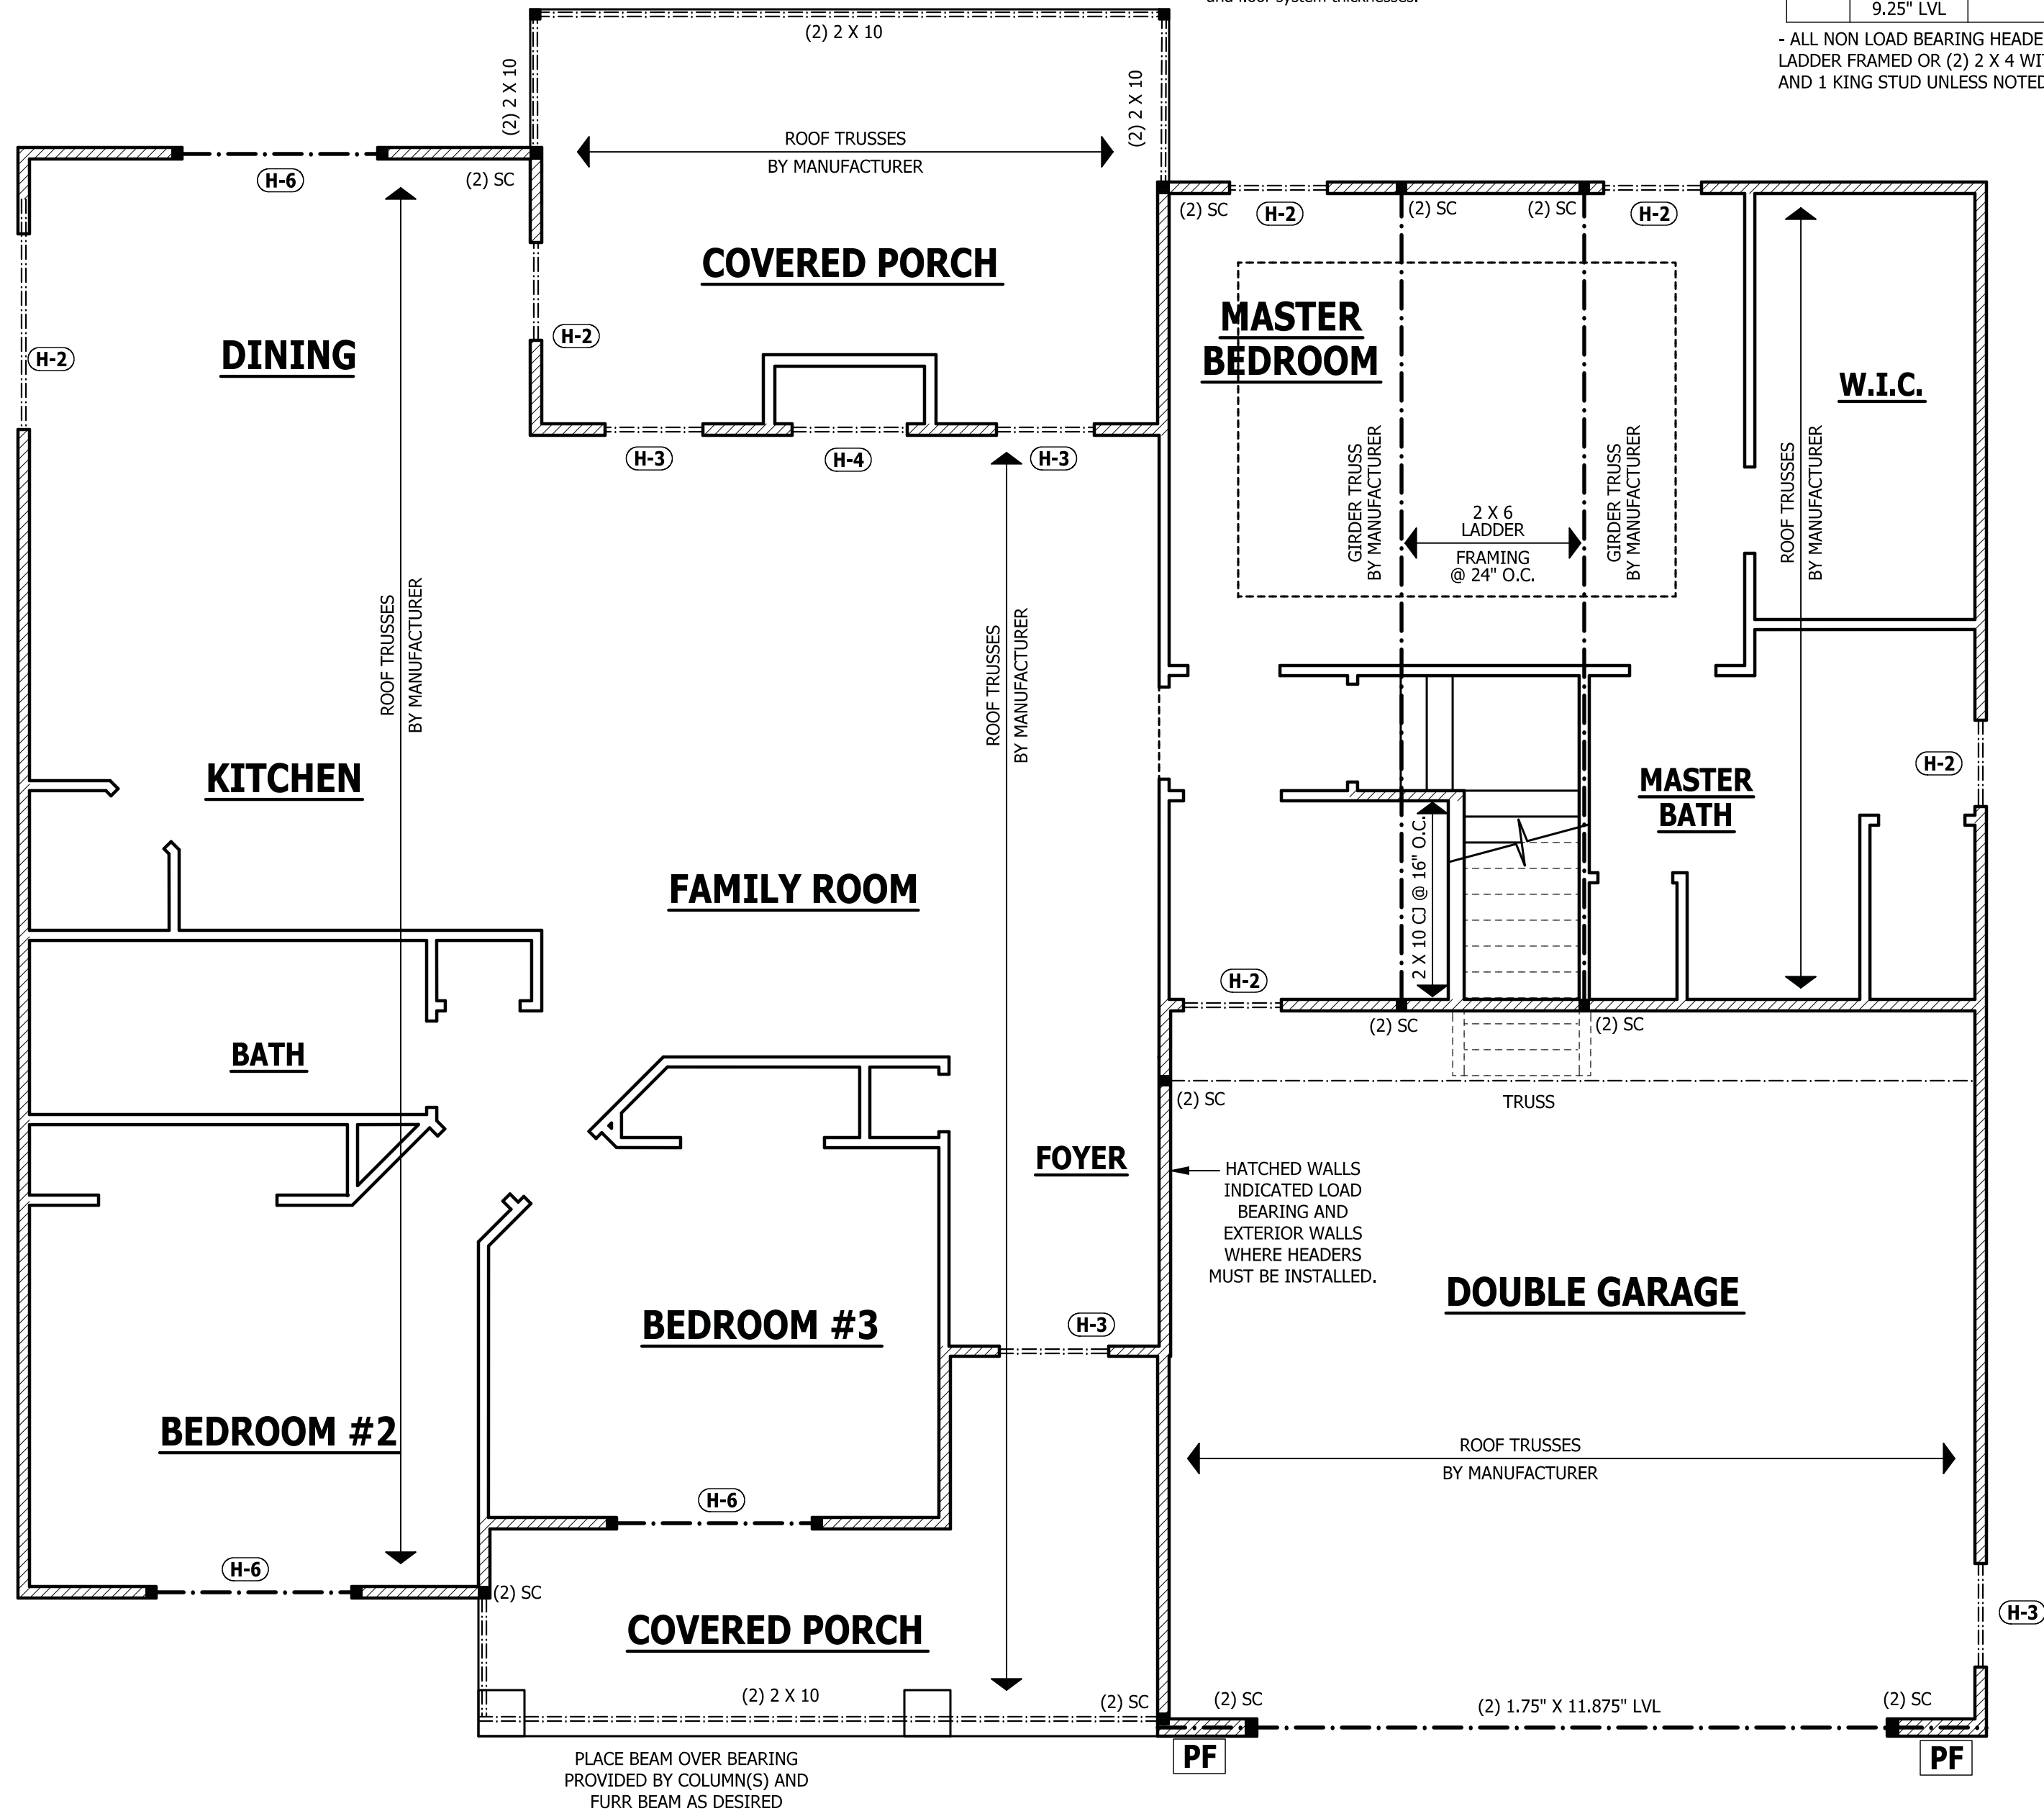 and floor system thicknesses.
9.25" LVL
- ALL NON LOAD BEARING HEADE
LADDER FRAMED OR (2) 2 X 4 WI
AND 1 KING STUD UNLESS NOTED
(2) 2 X 10
(2) 2 X 10
(2) 2 X 10
ROOF TRUSSES
BY MANUFACTURER
H-6
(2) SC
(2) SC
H-2
(2) SC
(2) SC
H-2
COVERED PORCH
MASTER
BEDROOM
H-2
DINING
H-2
W.I.C.
H-3
H-4
H-3
GIRDER TRUSS
BY MANUFACTURER
2 X 6
LADDER
FRAMING
@ 24" O.C.
GIRDER TRUSS
BY MANUFACTURER
ROOF TRUSSES
BY MANUFACTURER
ROOF TRUSSES
BY MANUFACTURER
ROOF TRUSSES
BY MANUFACTURER
KITCHEN
H-2
MASTER
BATH
FAMILY ROOM
2 X 10 CJ @ 16" O.C.
H-2
(2) SC
(2) SC
BATH
(2) SC
TRUSS
FOYER
HATCHED WALLS
INDICATED LOAD
BEARING AND
EXTERIOR WALLS
WHERE HEADERS
MUST BE INSTALLED.
DOUBLE GARAGE
BEDROOM #3
H-3
BEDROOM #2
ROOF TRUSSES
BY MANUFACTURER
H-6
H-6
(2) SC
COVERED PORCH
H-3
(2) 2 X 10
(2) SC
(2) SC
(2) 1.75" X 11.875" LVL
(2) SC
PF
PF
PLACE BEAM OVER BEARING
PROVIDED BY COLUMN(S) AND
FURR BEAM AS DESIRED